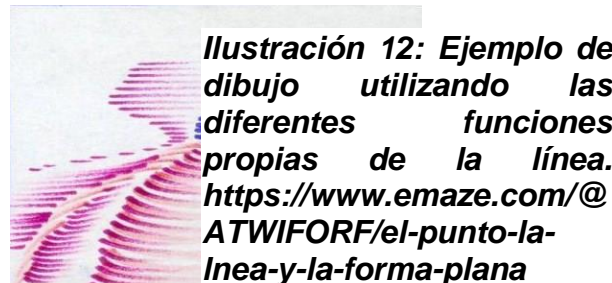 Ilustración 12: Ejemplo de
dibujo utilizando las
diferentes funciones
propias de la línea.
https://www.emaze.com/@
ATWIFORF/el-punto-la-
lnea-y-la-forma-plana